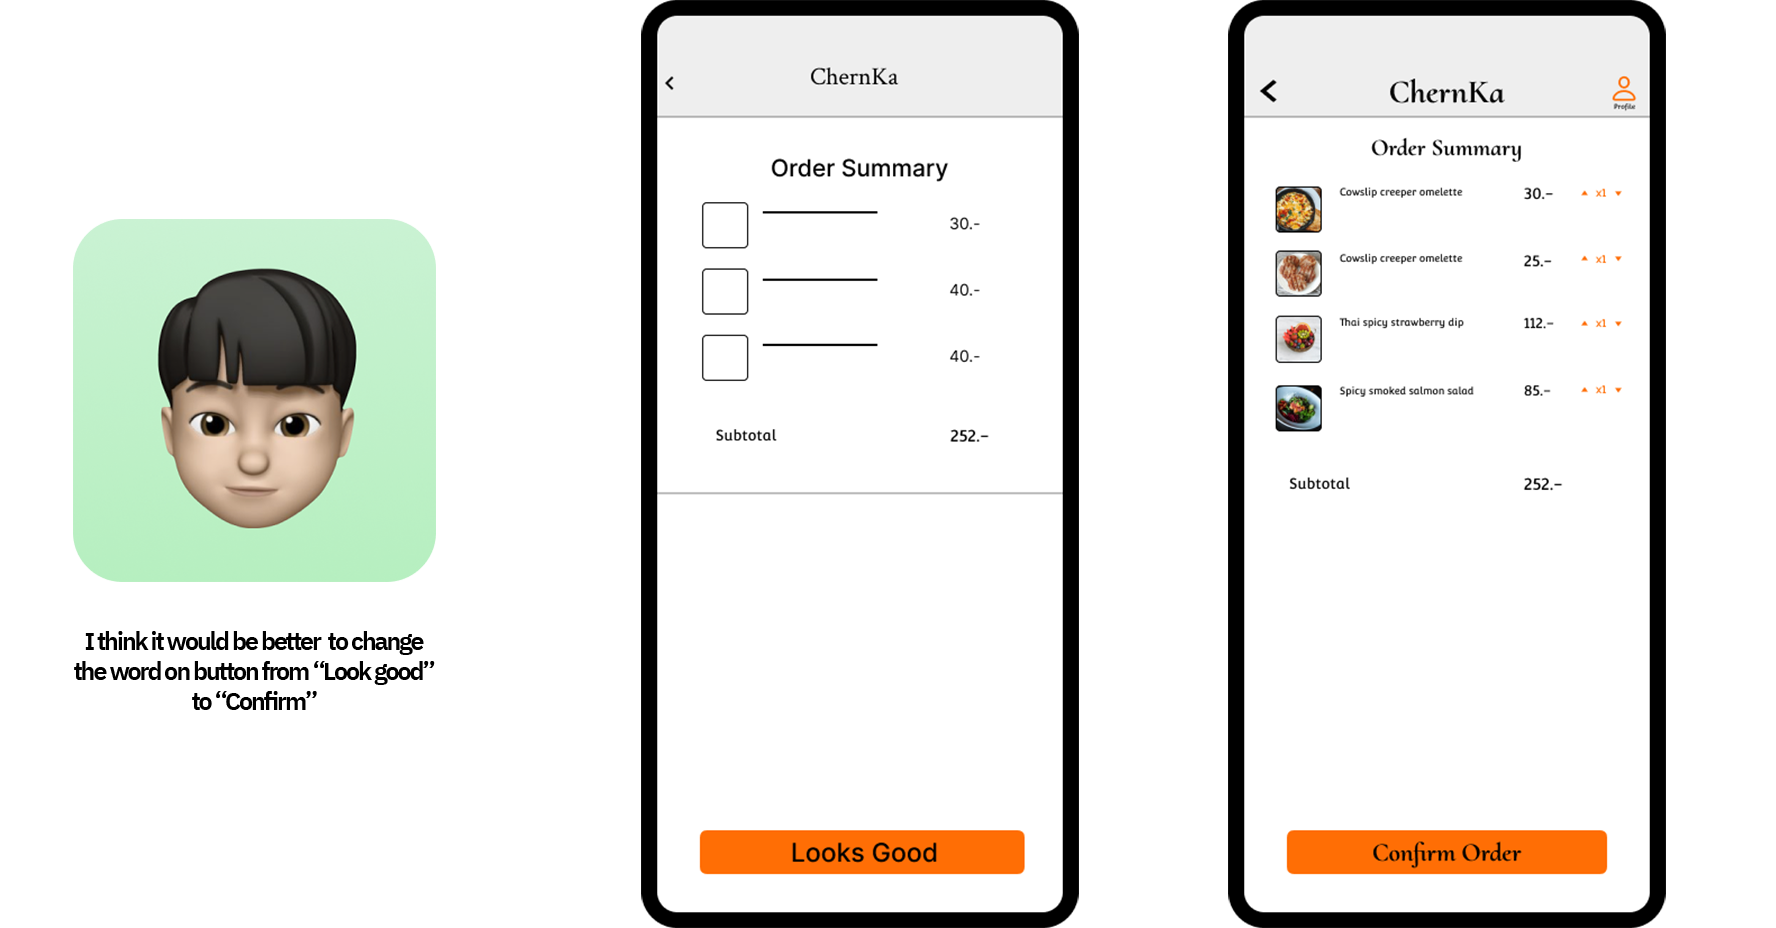 I think it would be better to change
the word on button from “Look good”
to “Confirm”
ChernKa
Order Summary
30.-
40.-
40.-
Subtotal 252.-
Looks Good
ChernKa
Profile
Order Summary
Cowslip creeper omelette 30.- x1
Cowslip creeper omelette 25.- x1
Thai spicy strawberry dip 112.- x1
Spicy smoked salmon salad 85.- x1
Subtotal 252.-
Confirm Order